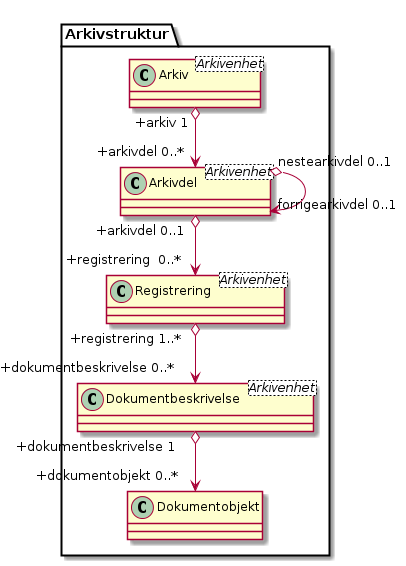 Arkivstruktur
Arkivenhet
C Arkiv
+arkiv 1
+arkivdel 0..*
Arkivenhet
C Arkivdel
nestearkivdel 0..1
forrigearkivdel 0..1
+arkivdel 0..1
+registrering  0..*
Arkivenhet
C Registrering
+registrering 1..*
+dokumentbeskrivelse 0..*
Arkivenhet
C Dokumentbeskrivelse
+dokumentbeskrivelse 1
+dokumentobjekt 0..*
C Dokumentobjekt